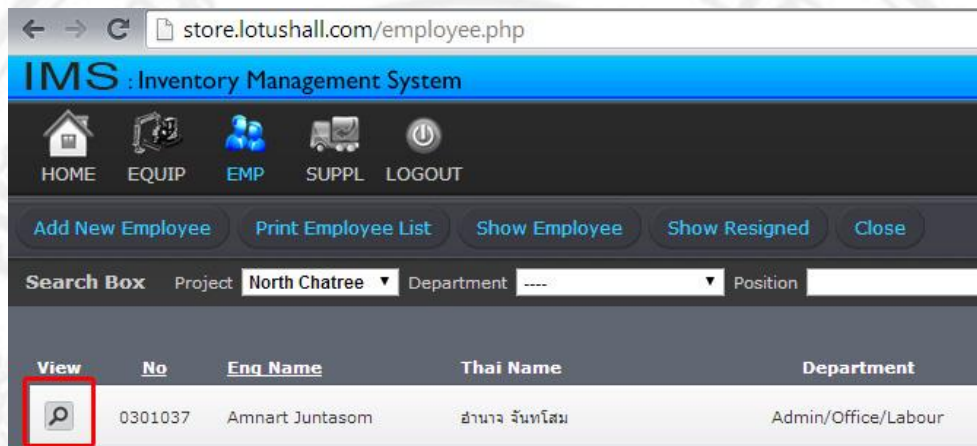 store.lotushall.com/employee.php
IMS : Inventory Management System
HOME EQUIP EMP SUPPL LOGOUT
Add New Employee Print Employee List Show Employee Show Resigned Close
Search Box Project North Chatree Department ---- Position
View No Eng Name Thai Name Department
0301037 Amnart Juntasom อำนาจ จันทโสม Admin/Office/Labour